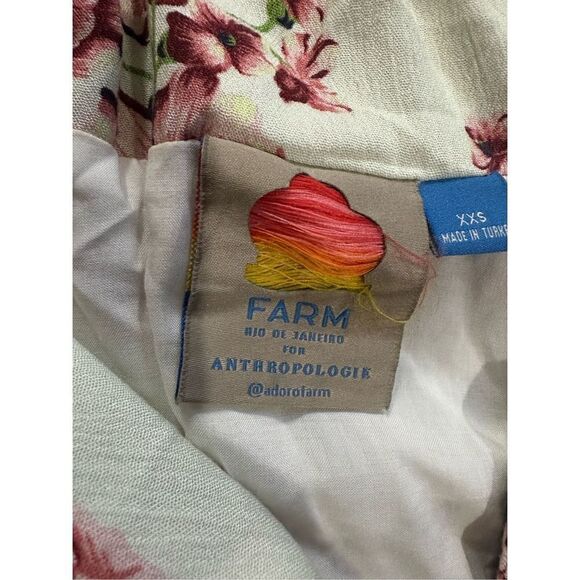 FARM
RIO DE JANEIRO
FOR
ANTHROPOLOGIE
@adorofarm
XXS
MADE IN TURKE